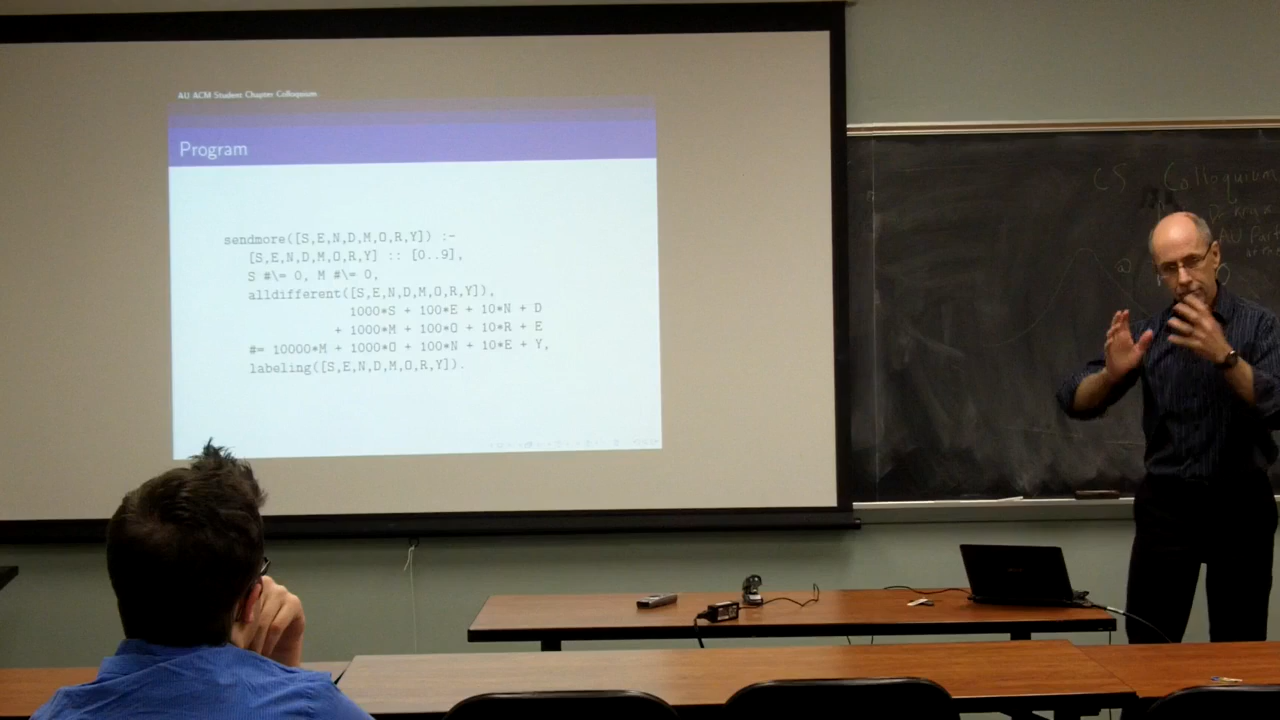 AU ACM Student Chapter Colloquium
Program
sendmore([S,E,N,D,M,O,R,Y]) :-
[S,E,N,D,M,O,R,Y] :: [0..9],
S #\= 0, M #\= 0,
alldifferent([S,E,N,D,M,O,R,Y]),
1000*S + 100*E + 10*N + D
+ 1000*M + 100*O + 10*R + E
#= 10000*M + 1000*O + 100*N + 10*E + Y,
labeling([S,E,N,D,M,O,R,Y]).
CS Colloquium
AU